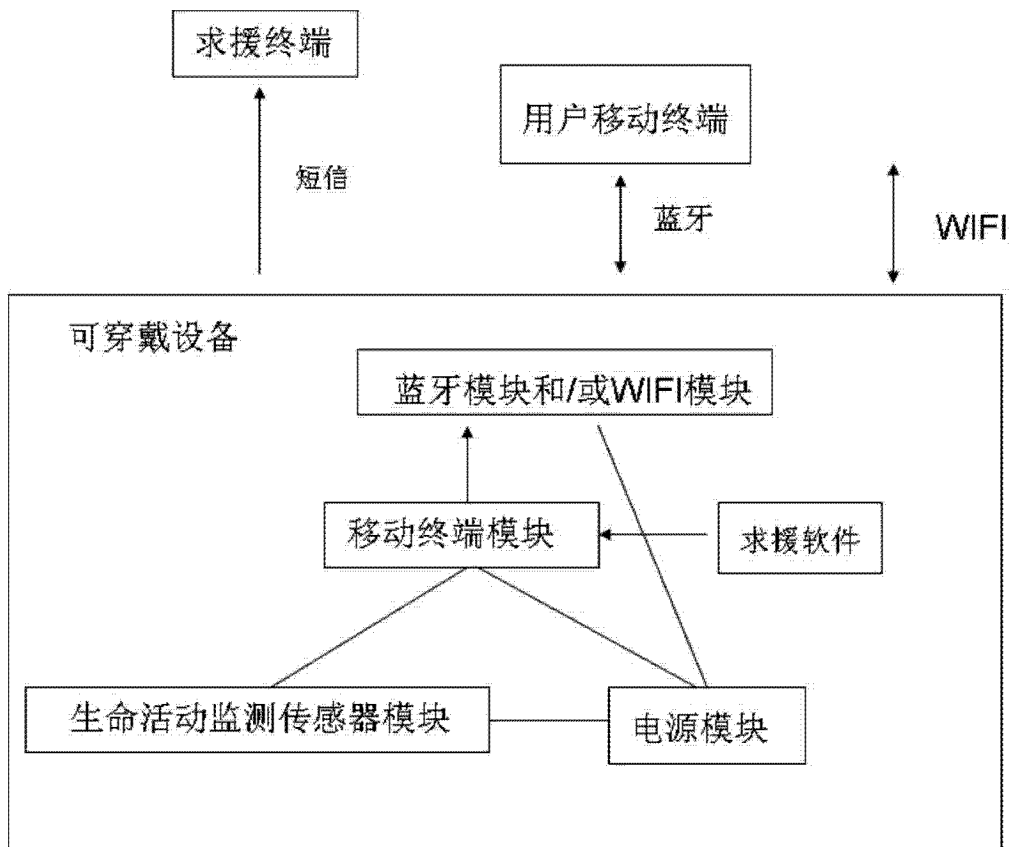 求援终端
用户移动终端
短信
蓝牙
WIFI
可穿戴设备
蓝牙模块和/或WIFI模块
移动终端模块
求援软件
生命活动监测传感器模块
电源模块